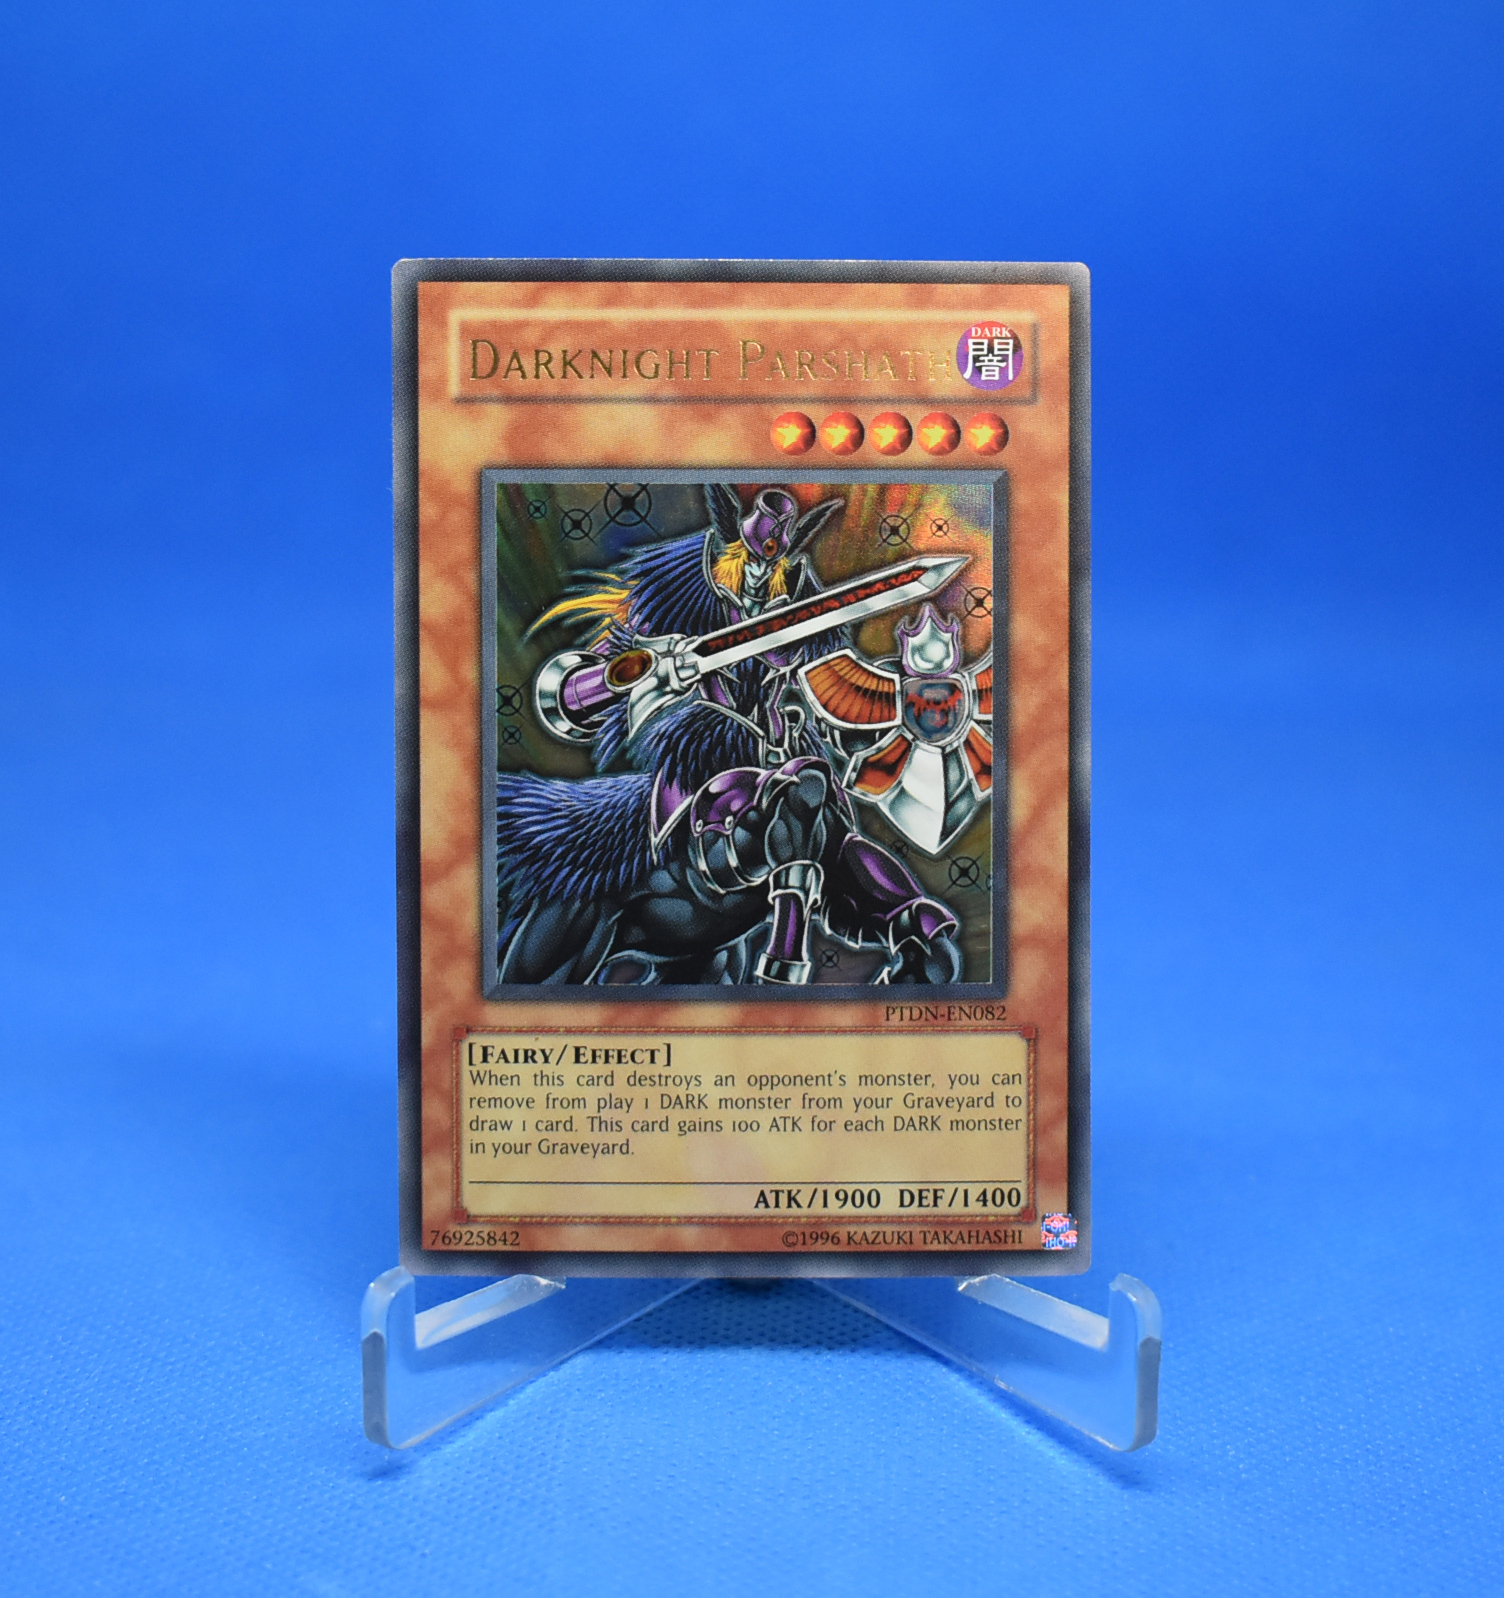 DARKNIGHT PARSHATH
DARK
闇
PTDN-EN082
[FAIRY/EFFECT]
When this card destroys an opponent's monster, you can
remove from play 1 DARK monster from your Graveyard to
draw 1 card. This card gains 100 ATK for each DARK monster
in your Graveyard.
ATK/1900 DEF/1400
76925842
©1996 KAZUKI TAKAHASHI